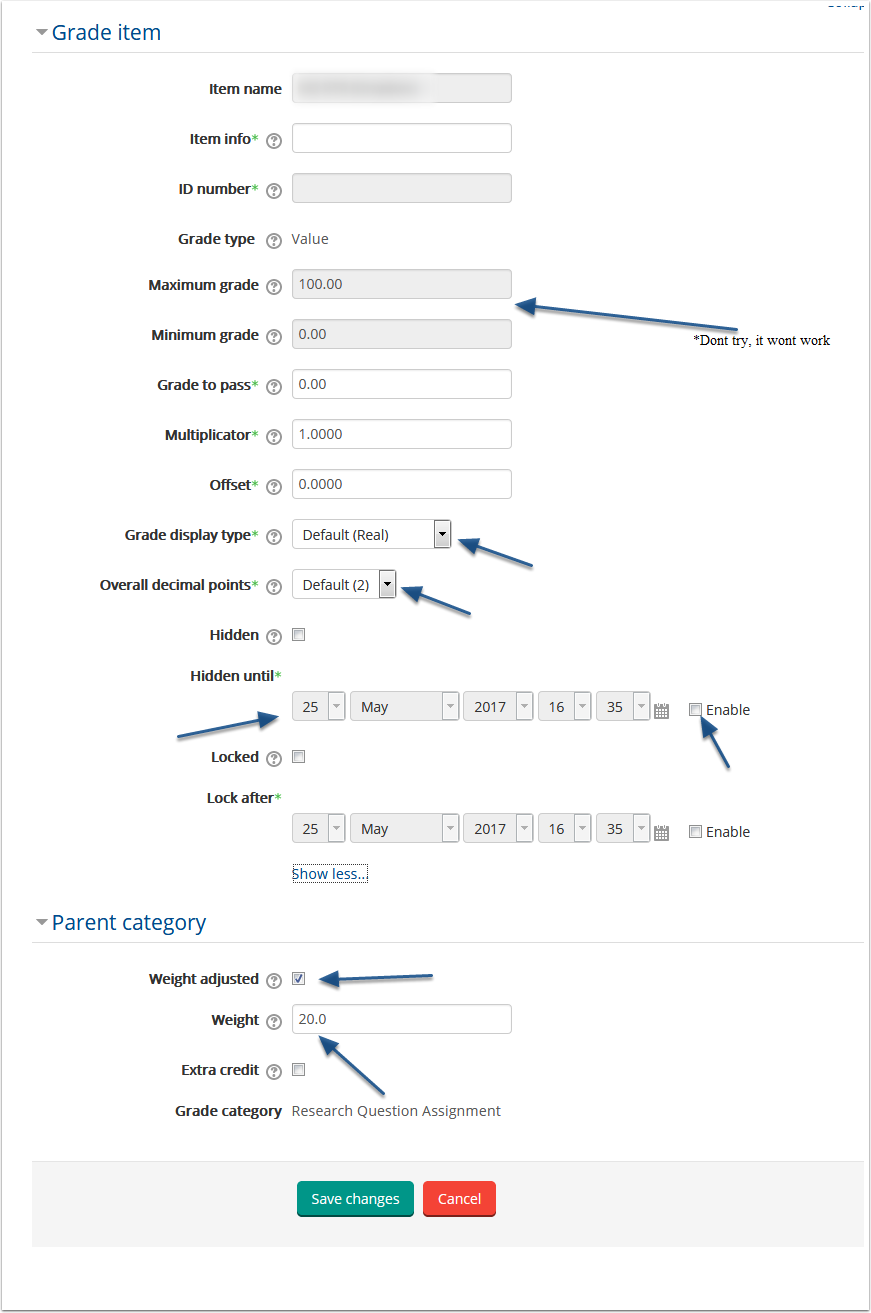 Grade item
Item name
Item info*
ID number*
Grade type Value
Maximum grade 100.00
Minimum grade 0.00
*Dont try, it wont work
Grade to pass* 0.00
Multiplicator* 1.0000
Offset* 0.0000
Grade display type* Default (Real)
Overall decimal points* Default (2)
Hidden
Hidden until*
25 May 2017 16 35 Enable
Locked
Lock after*
25 May 2017 16 35 Enable
Show less...
Parent category
Weight adjusted
Weight 20.0
Extra credit
Grade category Research Question Assignment
Save changes Cancel